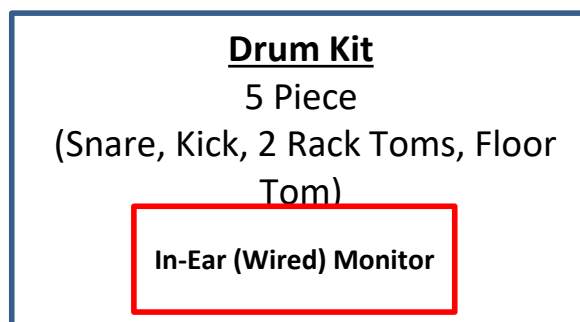 Drum Kit
5 Piece
(Snare, Kick, 2 Rack Toms, Floor
Tom)
In-Ear (Wired) Monitor